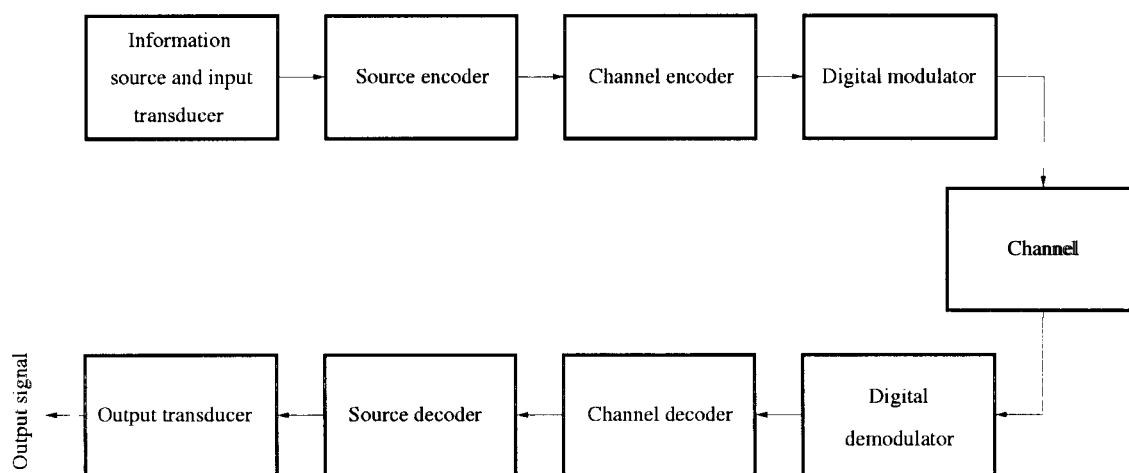 Information
source and input
transducer
Source encoder
Channel encoder
Digital modulator
Channel
Output signal
Output transducer
Source decoder
Channel decoder
Digital
demodulator